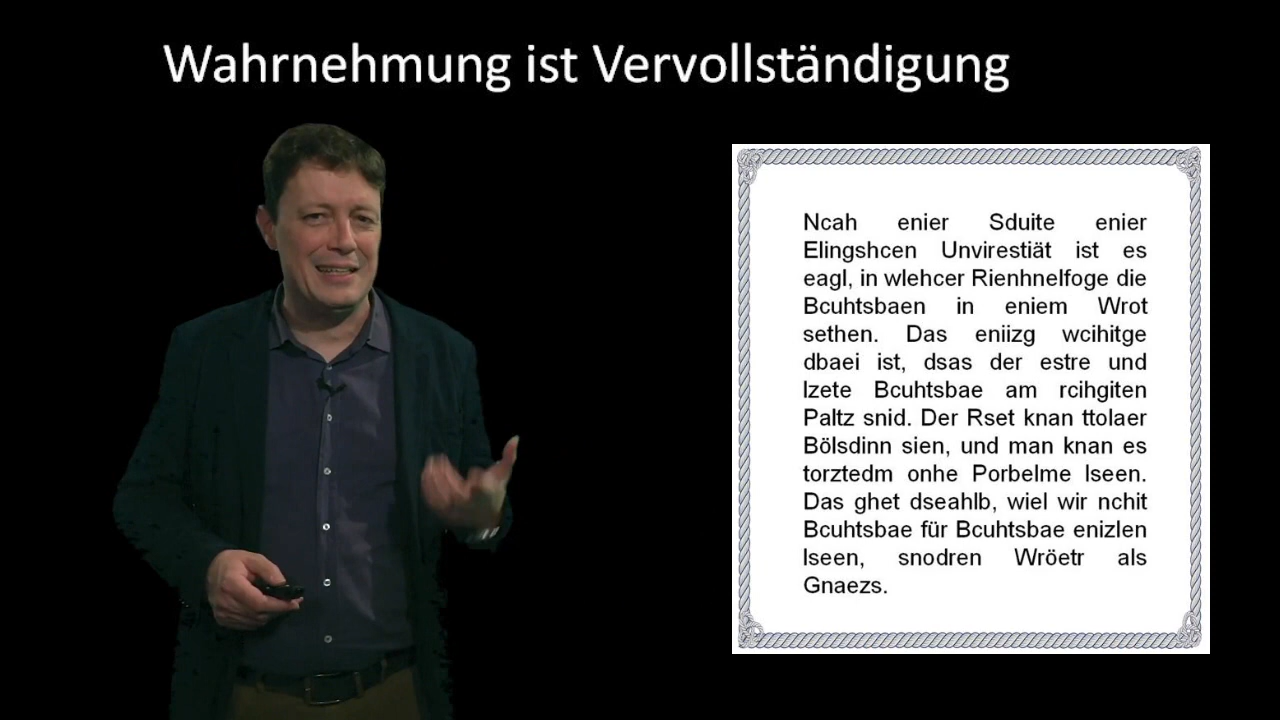 Wahrnehmung ist Vervollständigung
Ncah enier Sduite enier
Elingshcen Unvirestiät ist es
eagl, in wlehcer Rienhnelfoge die
Bcuhtsbaen in eniem Wrot
sethen. Das eniizg wcihitge
dbaei ist, dsas der estre und
lzete Bcuhtsbae am rcihgiten
Paltz snid. Der Rset knan ttolaer
Bölsdinn sien, und man knan es
torztedm onhe Porbelme lseen.
Das ghet dseahlb, wiel wir nchit
Bcuhtsbae für Bcuhtsbae enizlen
lseen, snodren Wröetr als
Gnaezs.